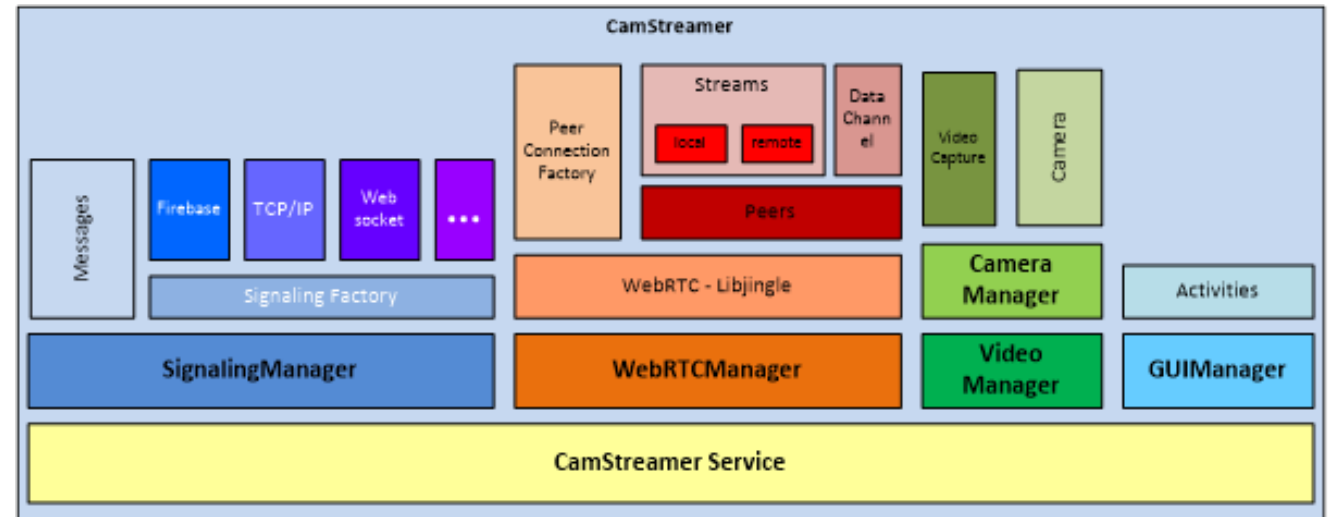 CamStreamer
Messages
Firebase
TCP/IP
Web
socket
...
Signaling Factory
SignalingManager
Peer
Connection
Factory
Streams
local
remote
Data
Chann
el
Peers
WebRTC - Libjingle
WebRTCManager
Video
Capture
Camera
Camera
Manager
Video
Manager
Activities
GUIManager
CamStreamer Service